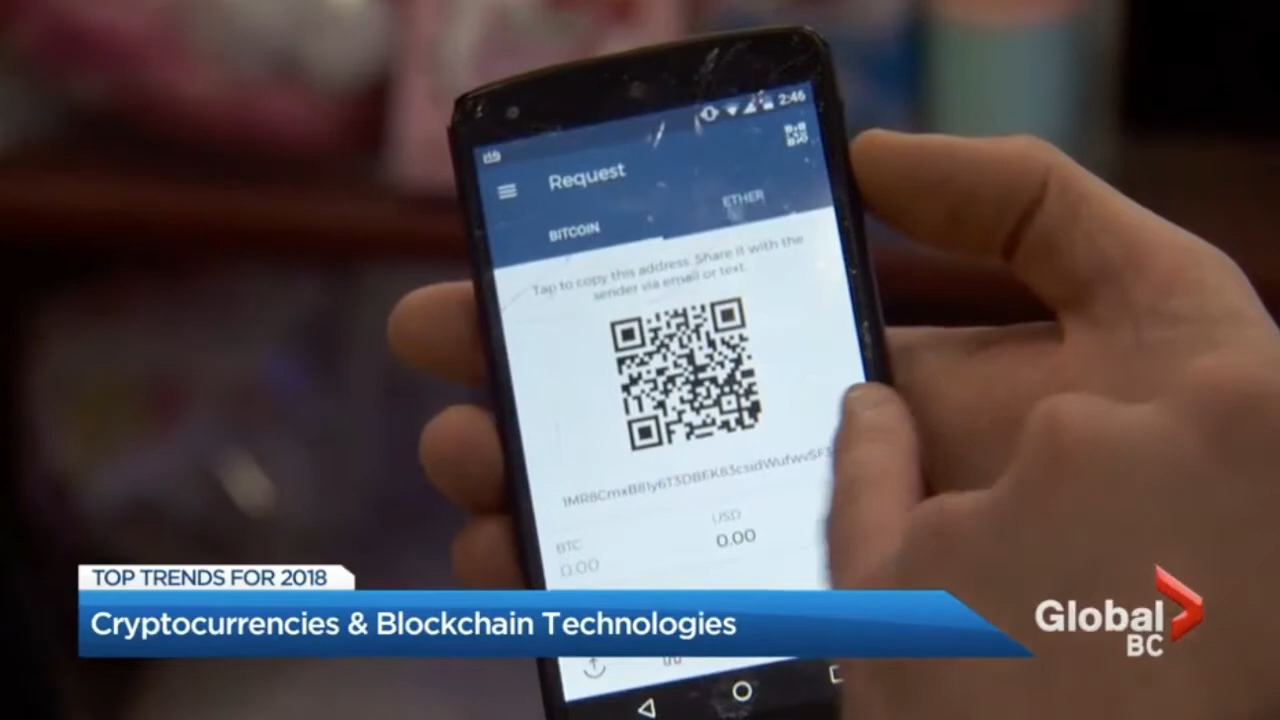 2:46
Request
BITCOIN
ETHER
Tap to copy this address. Share it with the
sender via email or text.
BTC
USD
0.00
0.00
TOP TRENDS FOR 2018
Cryptocurrencies & Blockchain Technologies
Global
BC